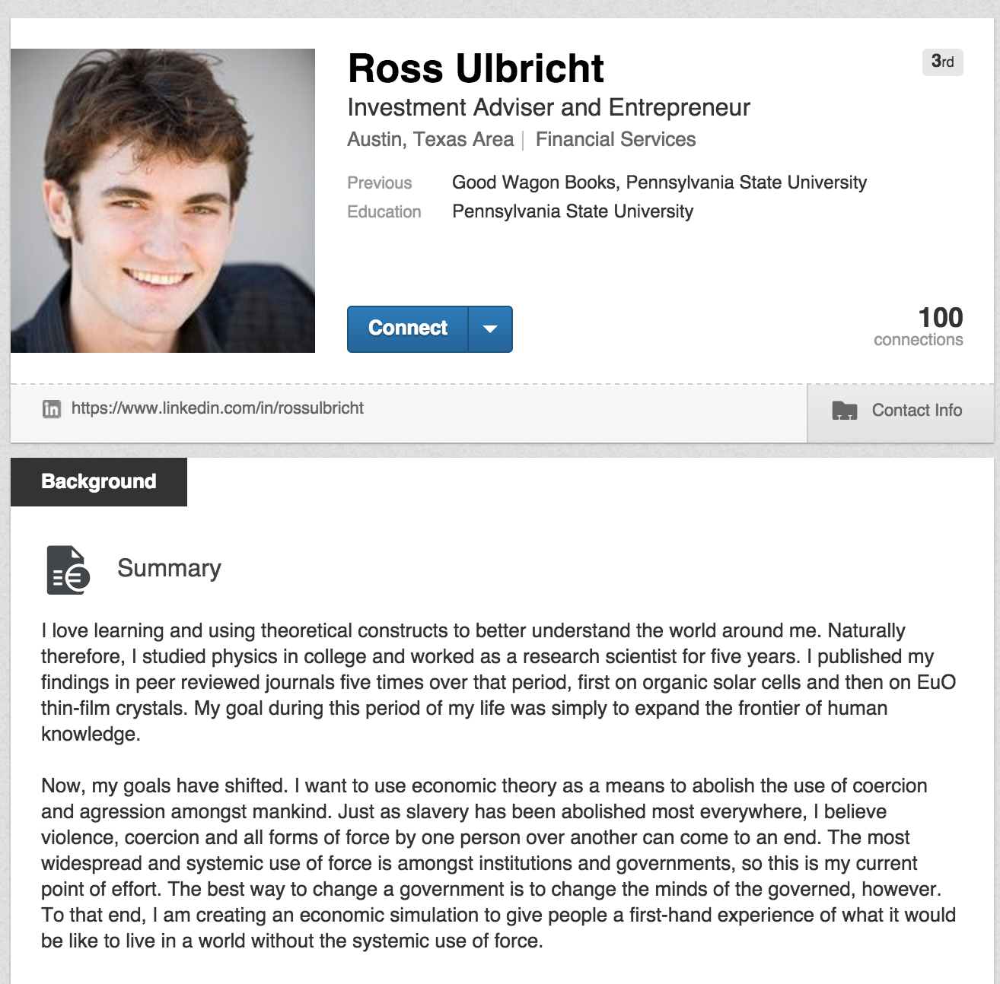 Ross Ulbricht
3rd
Investment Adviser and Entrepreneur
Austin, Texas Area | Financial Services
Previous Good Wagon Books, Pennsylvania State University
Education Pennsylvania State University
Connect
100
connections
in https://www.linkedin.com/in/rossulbricht
Contact Info
Background
Summary
I love learning and using theoretical constructs to better understand the world around me. Naturally
therefore, I studied physics in college and worked as a research scientist for five years. I published my
findings in peer reviewed journals five times over that period, first on organic solar cells and then on EuO
thin-film crystals. My goal during this period of my life was simply to expand the frontier of human
knowledge.
Now, my goals have shifted. I want to use economic theory as a means to abolish the use of coercion
and agression amongst mankind. Just as slavery has been abolished most everywhere, I believe
violence, coercion and all forms of force by one person over another can come to an end. The most
widespread and systemic use of force is amongst institutions and governments, so this is my current
point of effort. The best way to change a government is to change the minds of the governed, however.
To that end, I am creating an economic simulation to give people a first-hand experience of what it would
be like to live in a world without the systemic use of force.